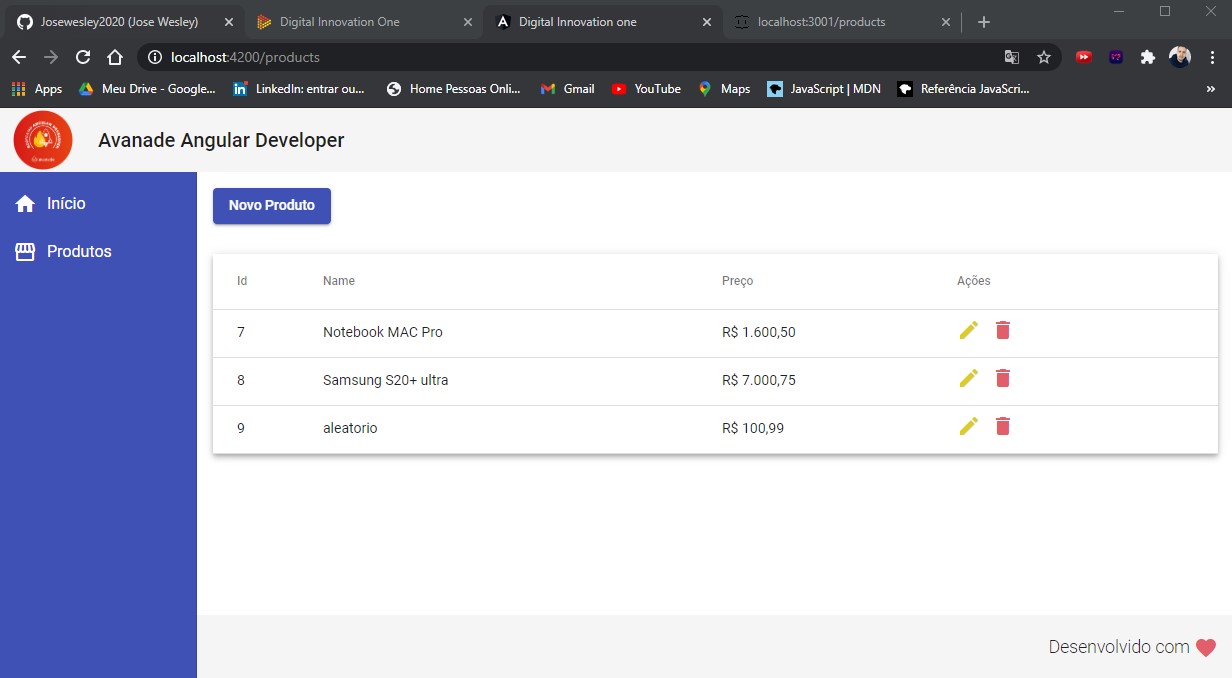 Josewesley2020 (Jose Wesley)
Digital Innovation One
Digital Innovation one
localhost:3001/products
localhost:4200/products
Apps
Meu Drive - Google...
LinkedIn: entrar ou...
Home Pessoas Onli...
Gmail
YouTube
Maps
JavaScript | MDN
Referência JavaScri...
Avanade Angular Developer
Início
Produtos
Novo Produto
Id Name Preço Ações
7 Notebook MAC Pro R$ 1.600,50
8 Samsung S20+ ultra R$ 7.000,75
9 aleatorio R$ 100,99
Desenvolvido com